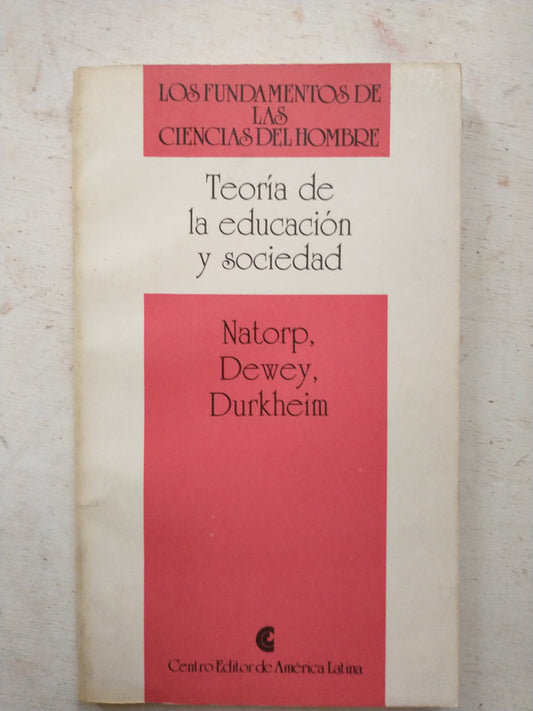 LOS FUNDAMENTOS DE
LAS
CIENCIAS DEL HOMBRE
Teoría de
la educación
y sociedad
Natorp,
Dewey,
Durkheim
Centro Editor de América Latina